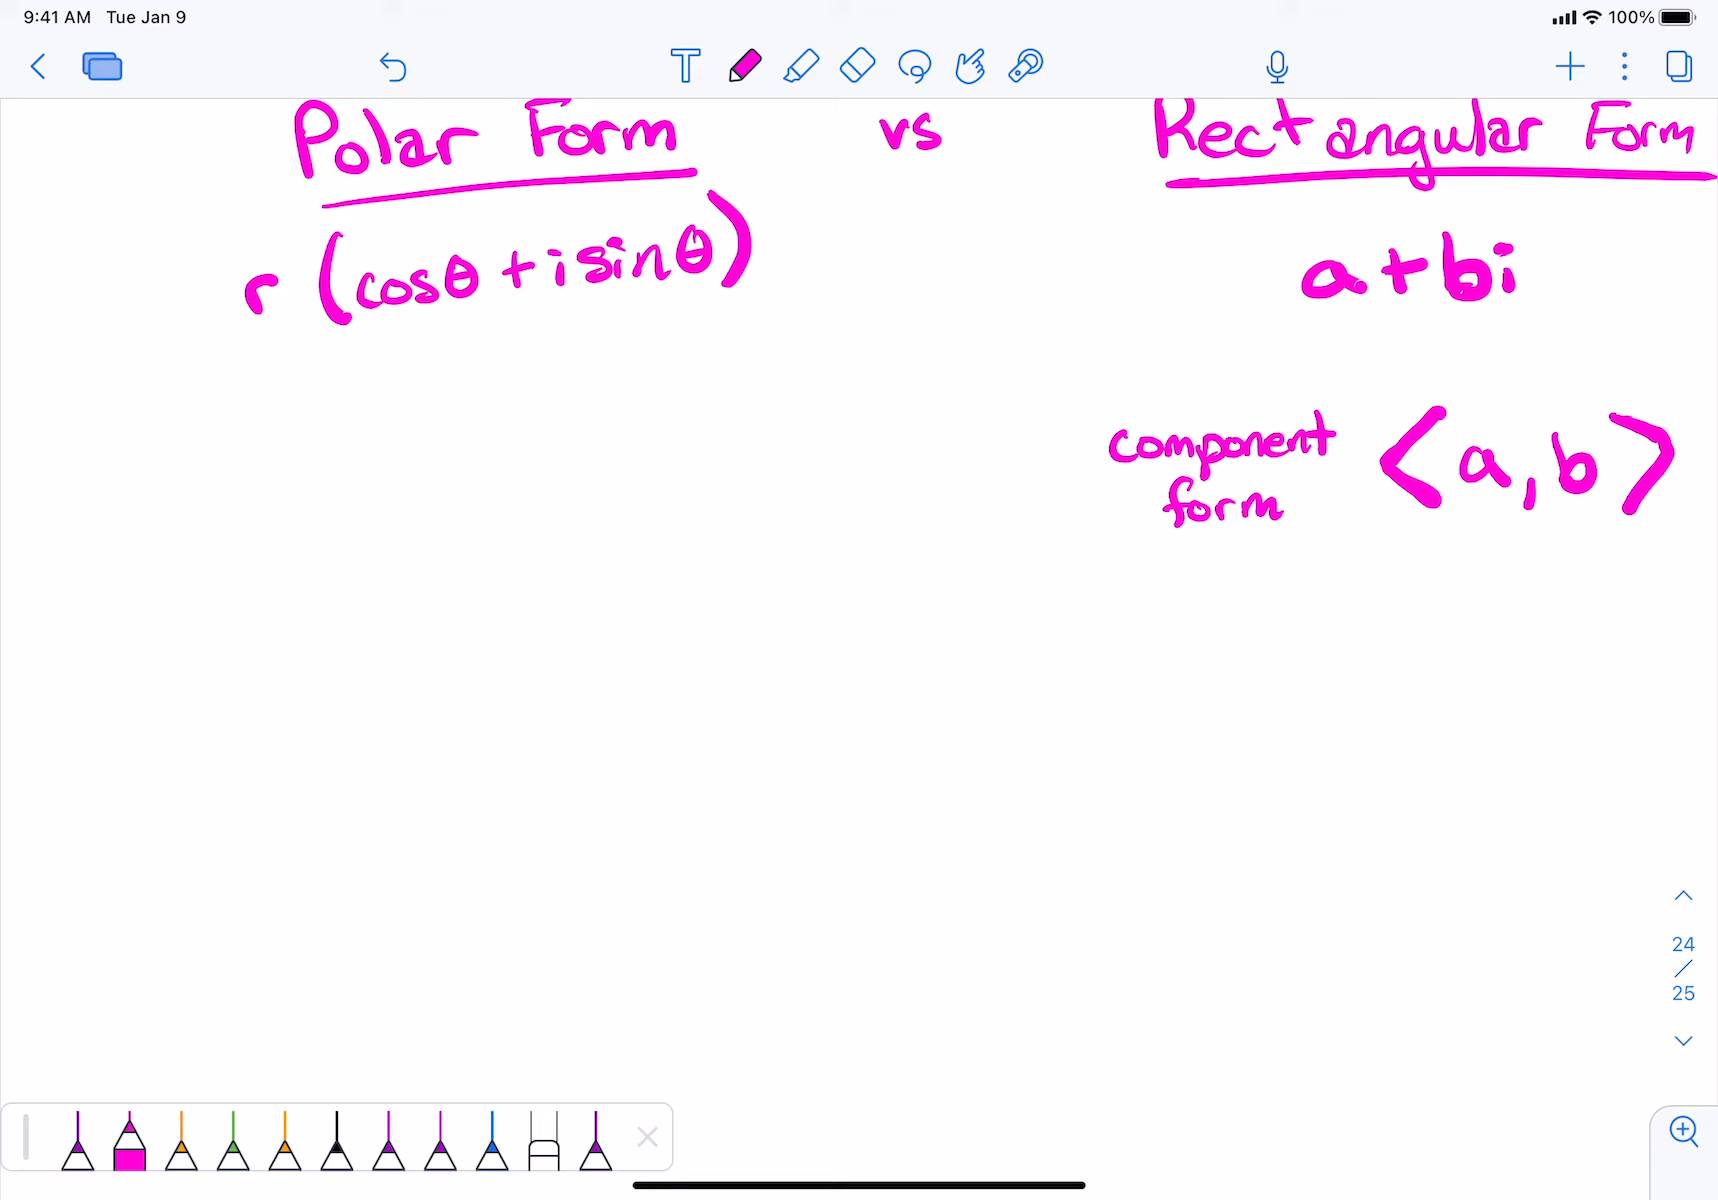 9:41 AM Tue Jan 9
100%
Polar Form vs Rectangular Form
r (cosθ + i sinθ)
a + bi
component form <a, b>
24
/
25